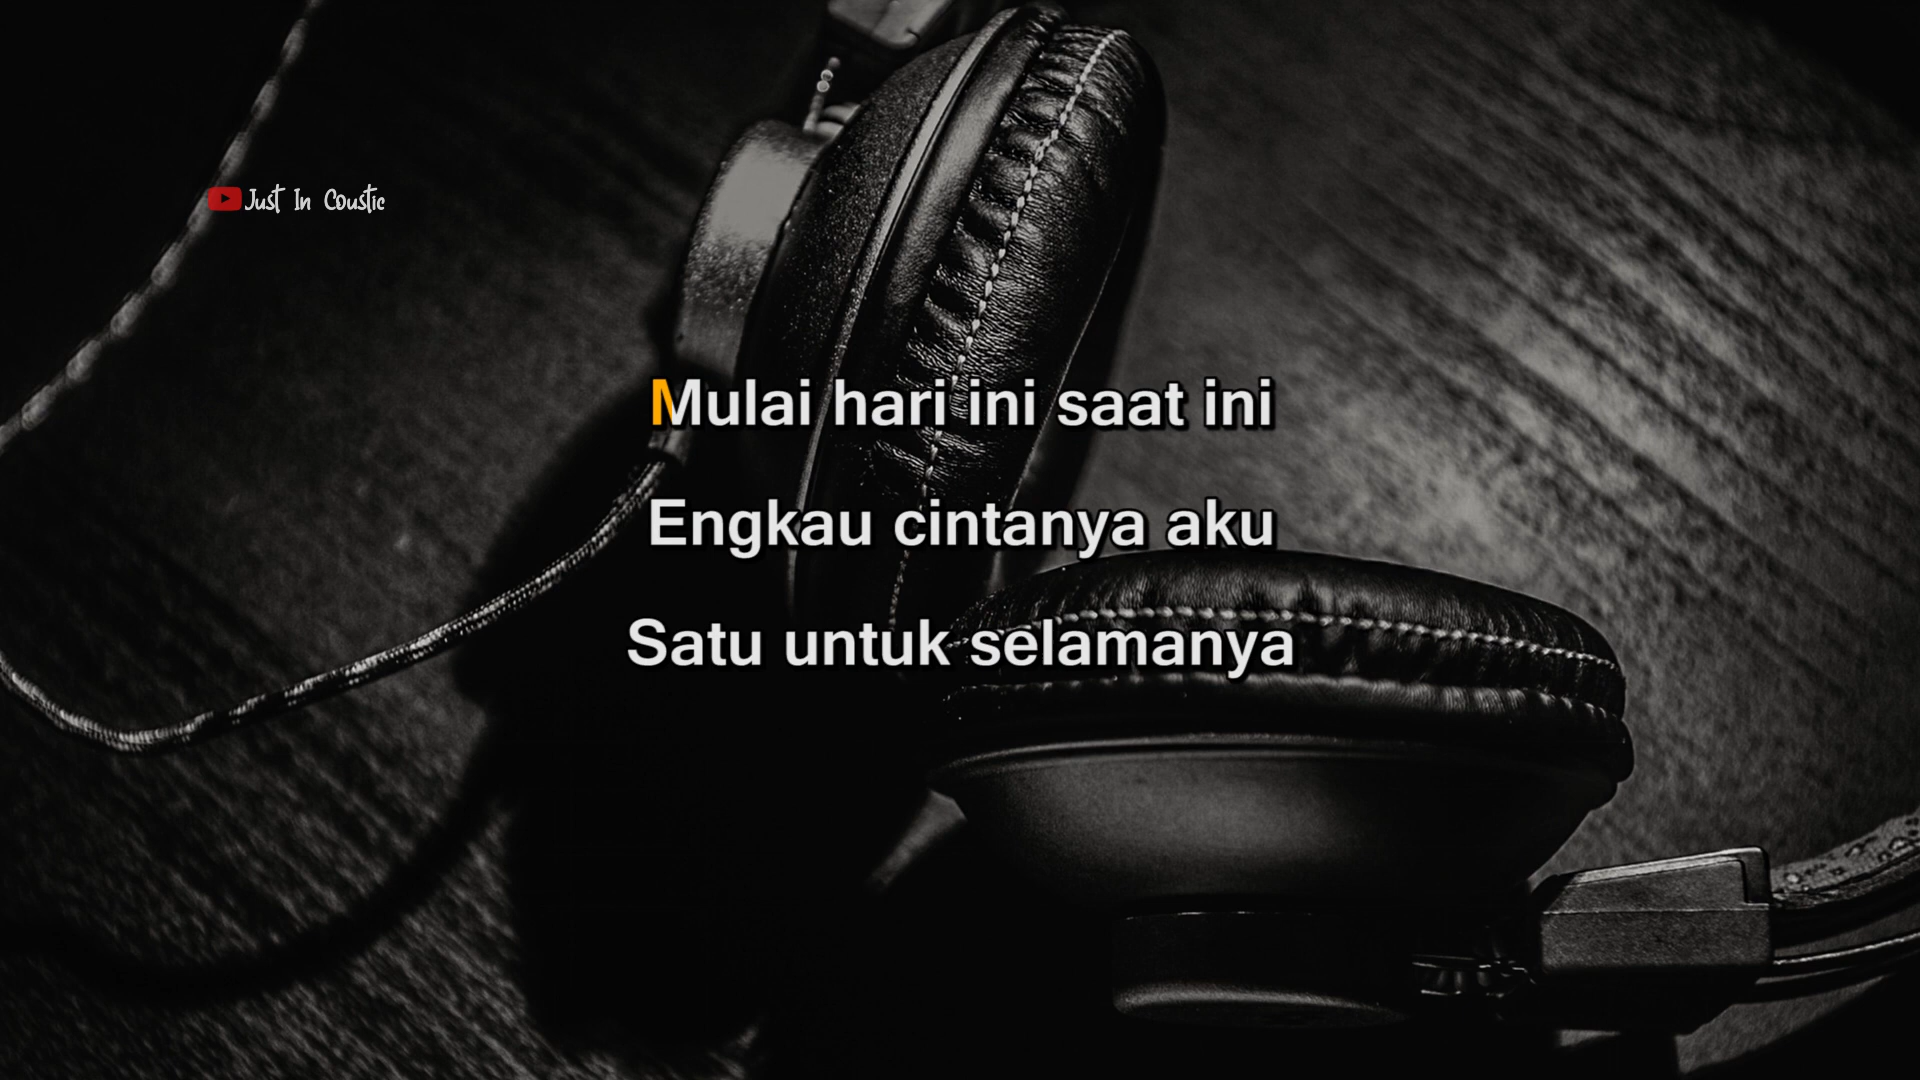 Just In Coustic
Mulai hari ini saat ini
Engkau cintanya aku
Satu untuk selamanya